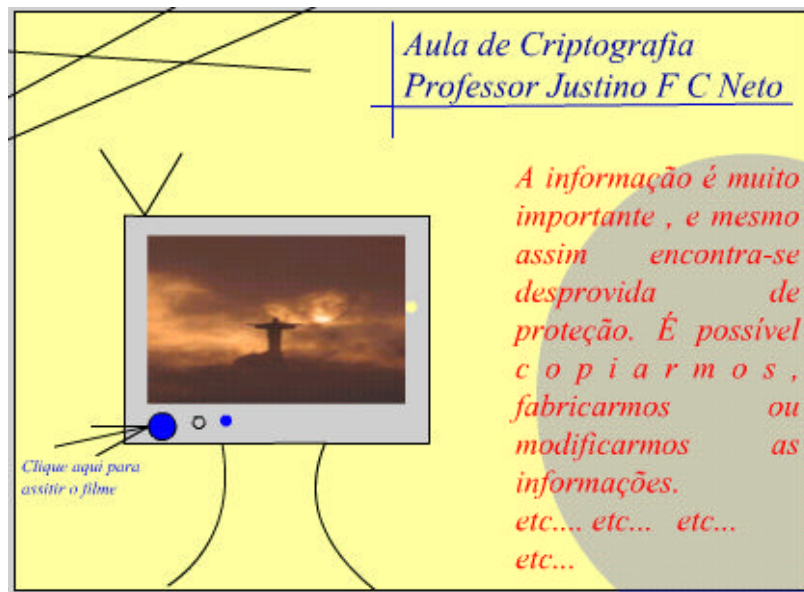 Aula de Criptografia
Professor Justino F C Neto
A informação é muito
importante , e mesmo
assim encontra-se
desprovida de
proteção. É possível
c o p i a r m o s ,
fabricarmos ou
modificarmos as
informações.
etc.... etc... etc...
etc...
Clique aqui para
assitir o filme